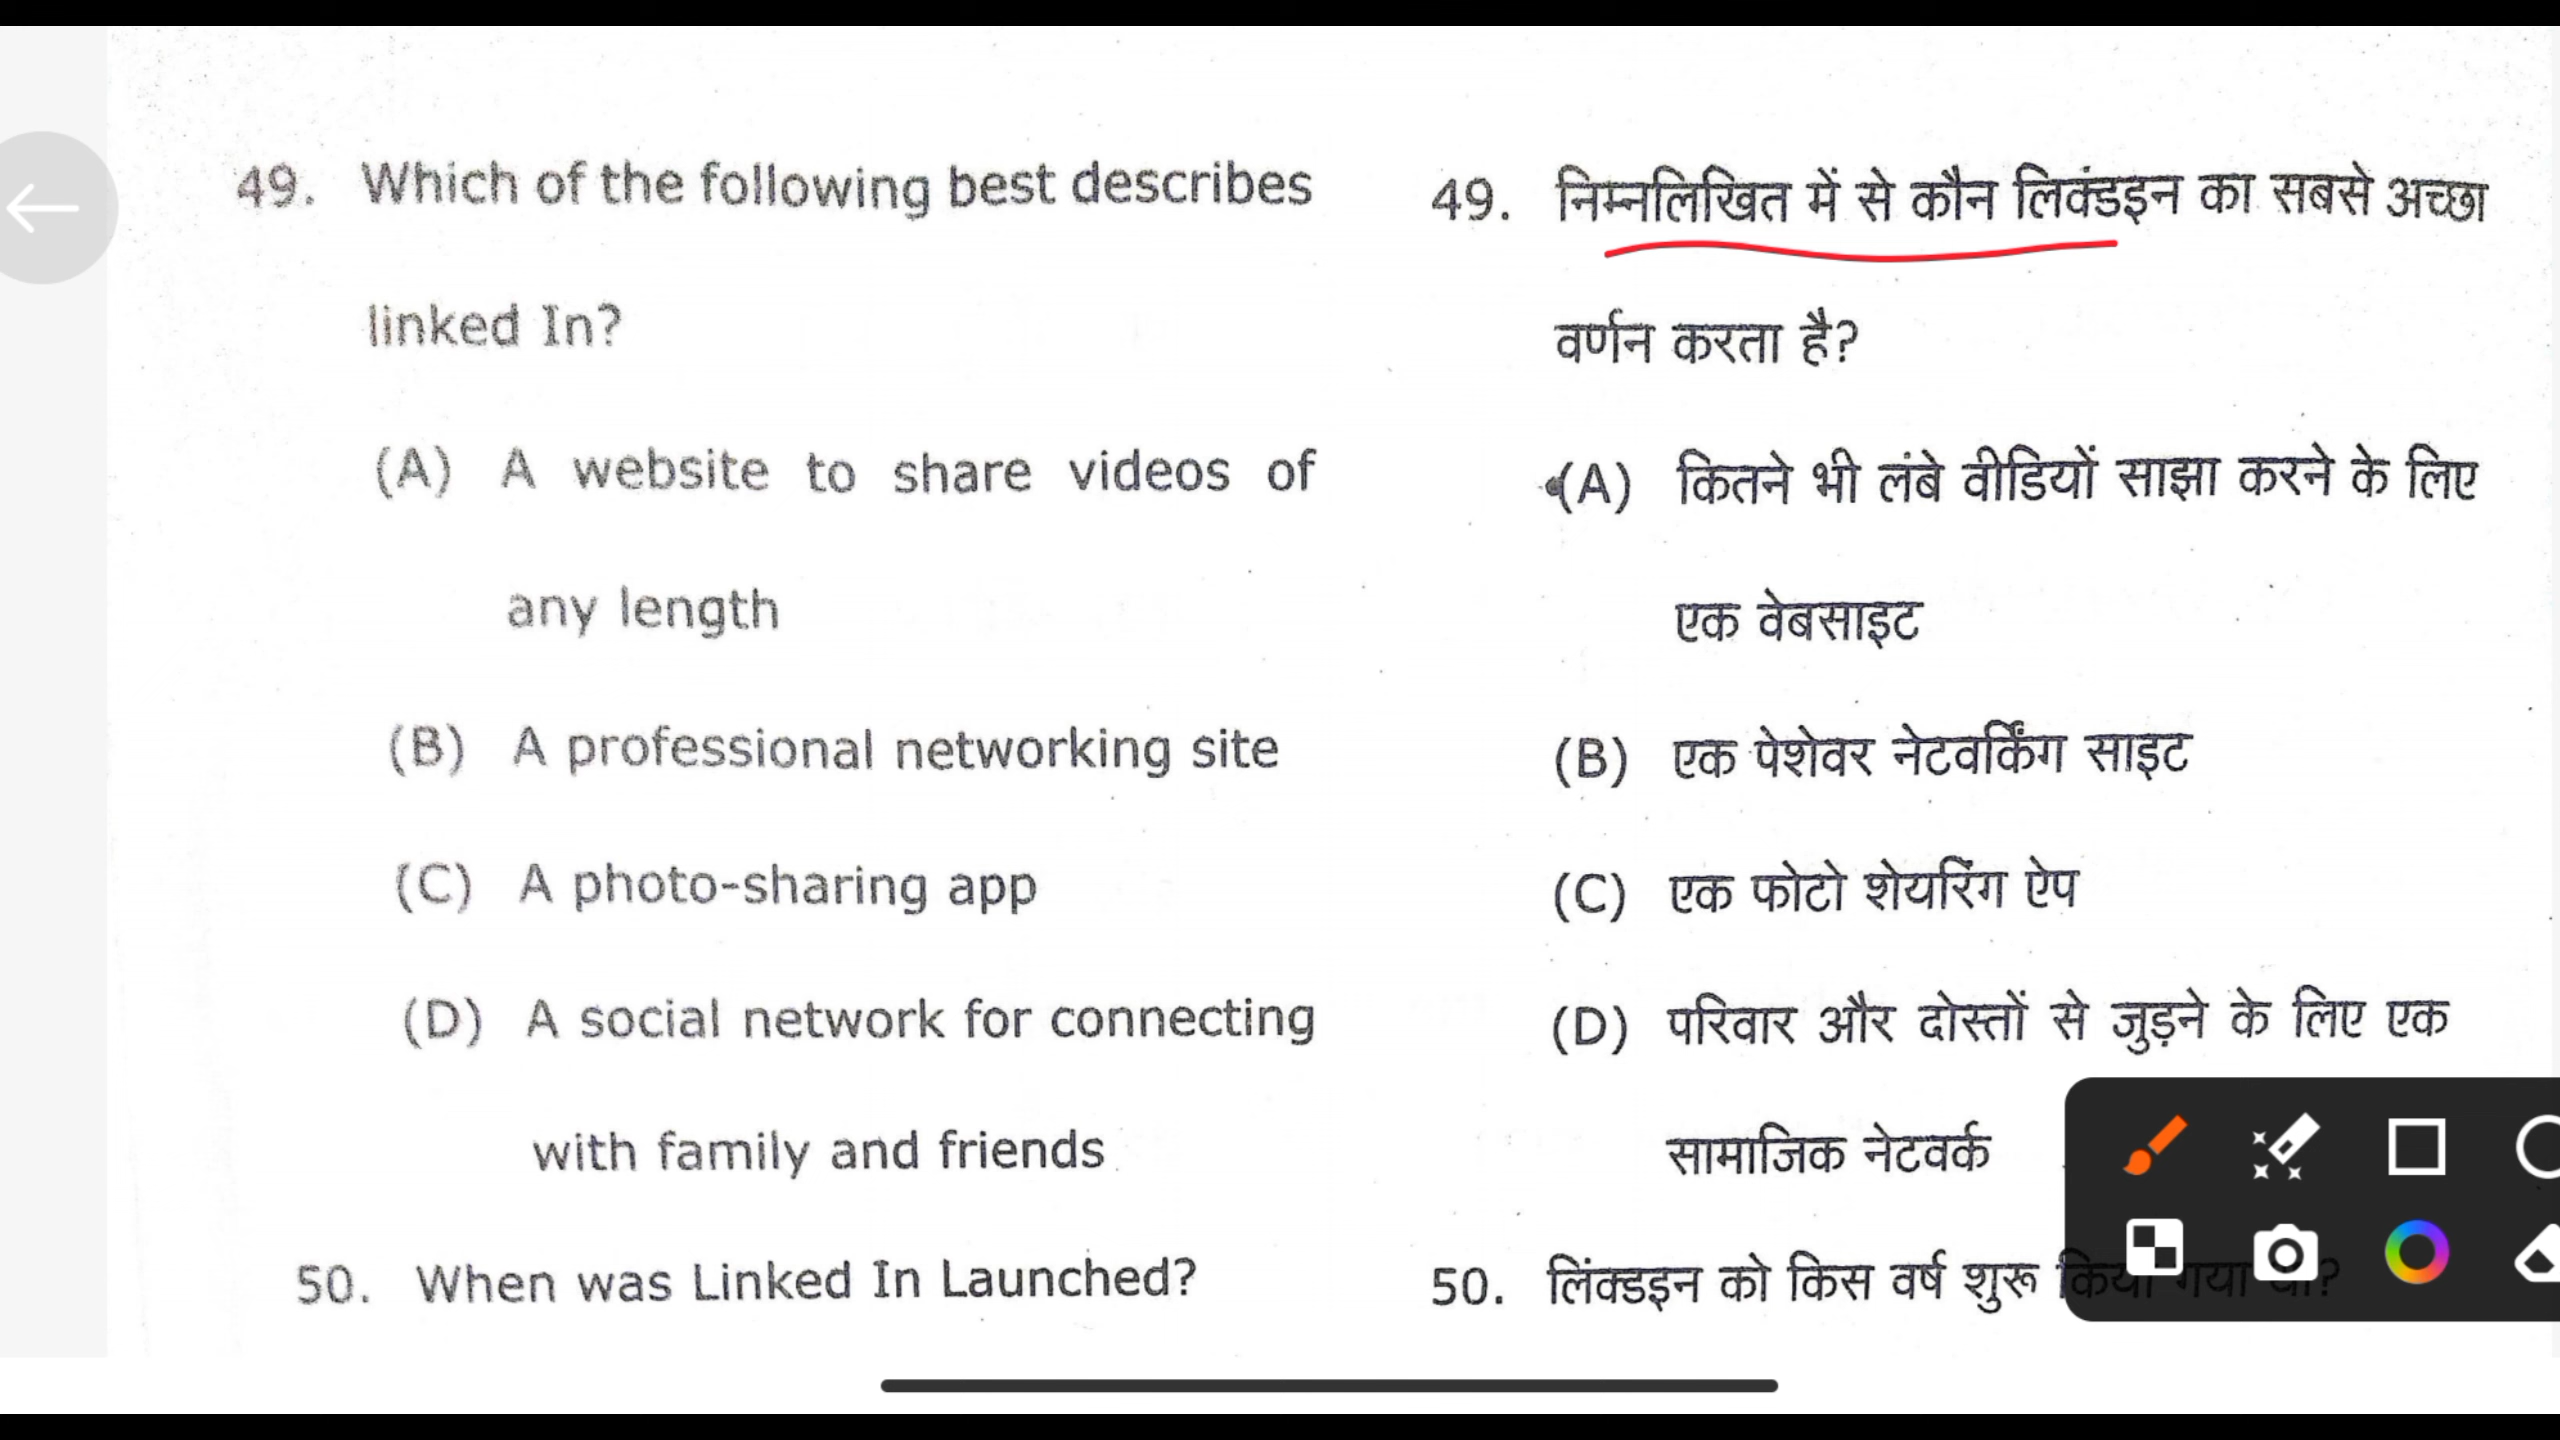 49. Which of the following best describes
linked In?
(A) A website to share videos of
any length
(B) A professional networking site
(C) A photo-sharing app
(D) A social network for connecting
with family and friends
50. When was Linked In Launched?
49. निम्नलिखित में से कौन लिक्ंडइन का सबसे अच्छा
वर्णन करता है?
(A) कितने भी लंबे वीडियों साझा करने के लिए
एक वेबसाइट
(B) एक पेशेवर नेटवर्किंग साइट
(C) एक फोटो शेयरिंग ऐप
(D) परिवार और दोस्तों से जुड़ने के लिए एक
सामाजिक नेटवर्क
50. लिंक्डइन को किस वर्ष शुरू किया गया था?